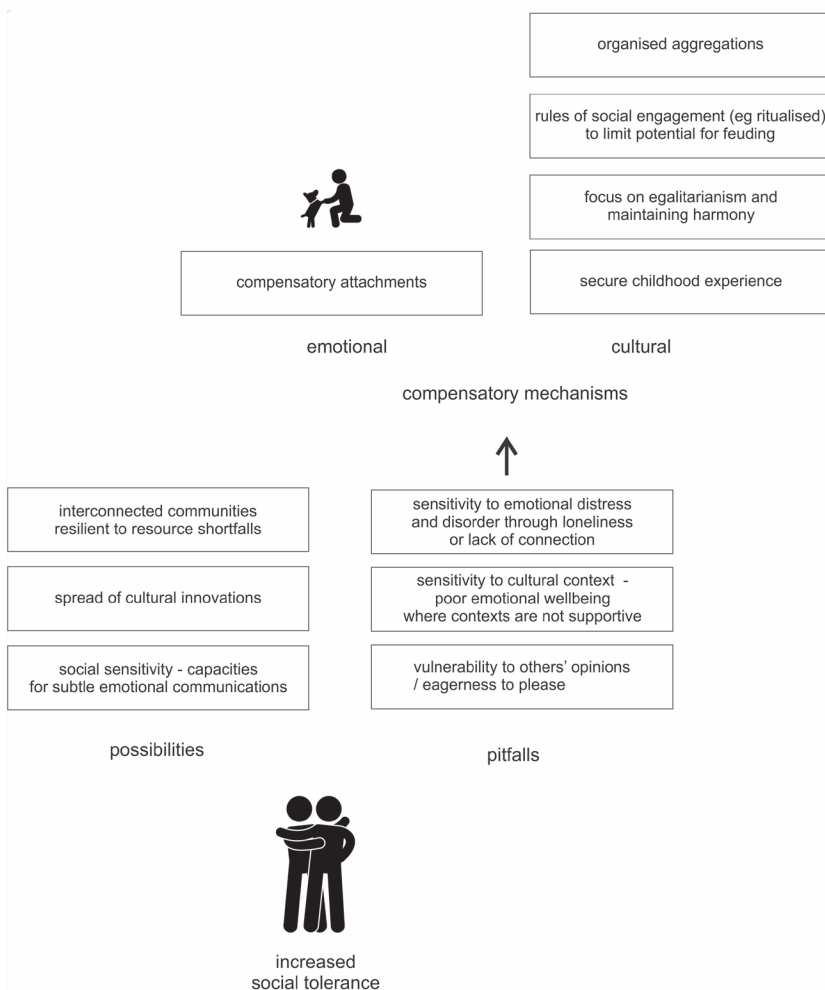 organised aggregations
rules of social engagement (eg ritualised)
to limit potential for feuding
focus on egalitarianism and
maintaining harmony
compensatory attachments
secure childhood experience
emotional
cultural
compensatory mechanisms
interconnected communities
resilient to resource shortfalls
sensitivity to emotional distress
and disorder through loneliness
or lack of connection
spread of cultural innovations
sensitivity to cultural context -
poor emotional wellbeing
where contexts are not supportive
social sensitivity - capacities
for subtle emotional communications
vulnerability to others' opinions
/ eagerness to please
possibilities
pitfalls
increased
social tolerance